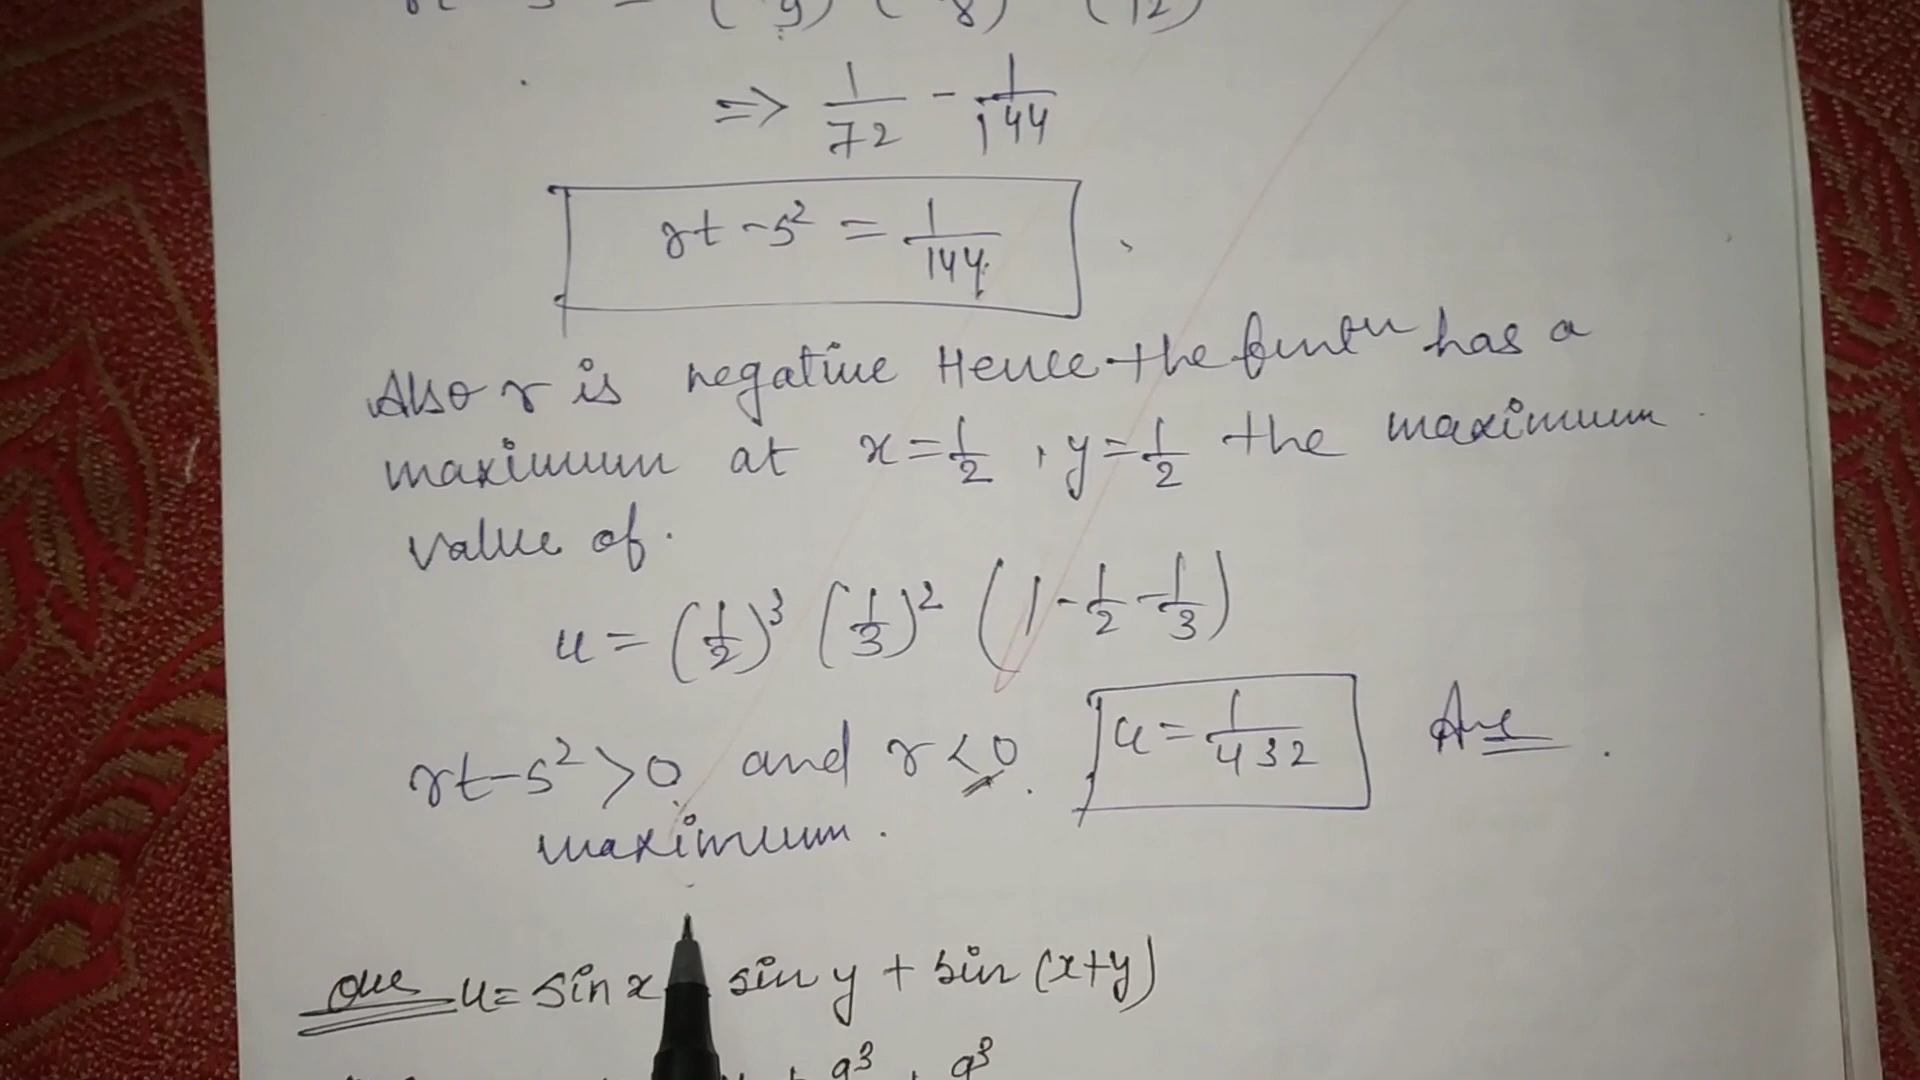 => 1/72 - 1/144
rt - s² = 1/144
Also r is negative Hence the funtn has a
maximum at x = 1/2 , y = 1/2 the maximum
value of.
u = (1/2)³ (1/3)² (1 - 1/2 - 1/3)
rt - s² > 0 and r < 0. u = 1/432 Ans
maximum.
Que u = sin x sin y + sin (x+y)